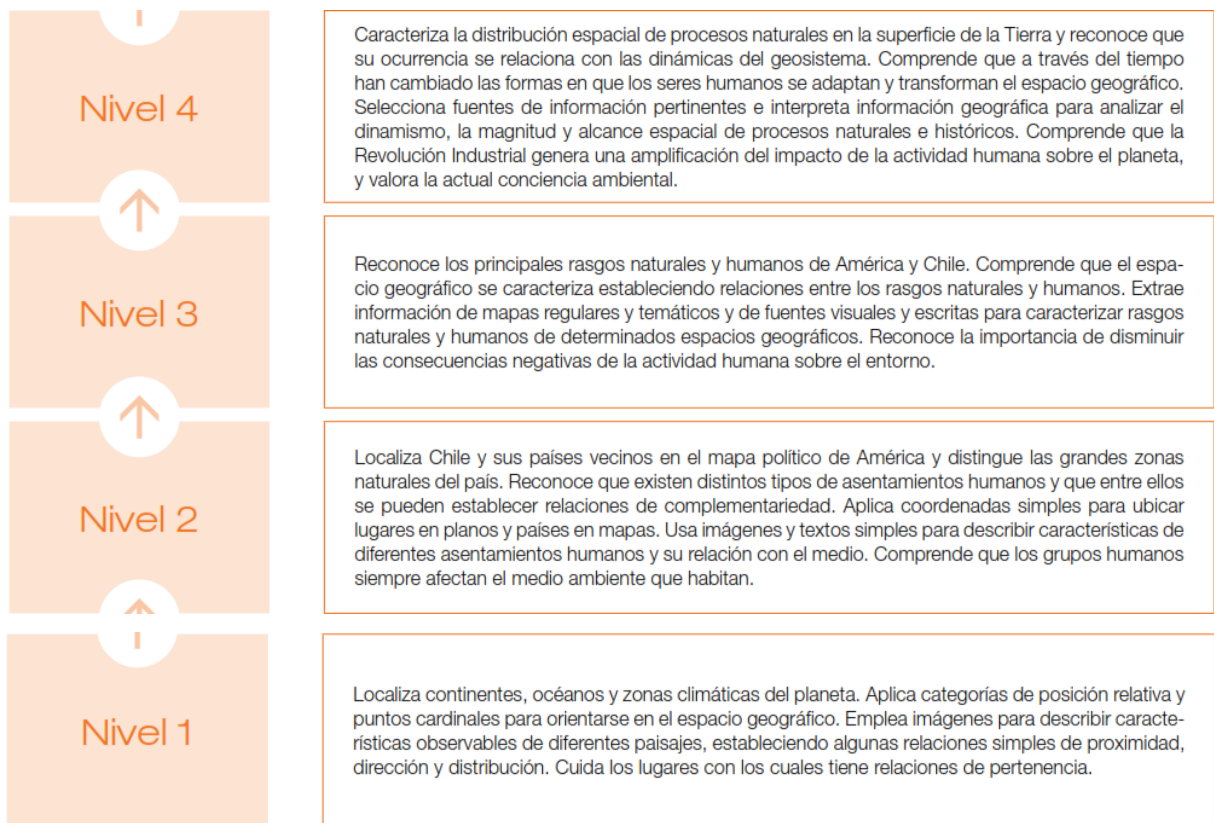 Nivel 4
Caracteriza la distribución espacial de procesos naturales en la superficie de la Tierra y reconoce que
su ocurrencia se relaciona con las dinámicas del geosistema. Comprende que a través del tiempo
han cambiado las formas en que los seres humanos se adaptan y transforman el espacio geográfico.
Selecciona fuentes de información pertinentes e interpreta información geográfica para analizar el
dinamismo, la magnitud y alcance espacial de procesos naturales e históricos. Comprende que la
Revolución Industrial genera una amplificación del impacto de la actividad humana sobre el planeta,
y valora la actual conciencia ambiental.
Nivel 3
Reconoce los principales rasgos naturales y humanos de América y Chile. Comprende que el espa-
cio geográfico se caracteriza estableciendo relaciones entre los rasgos naturales y humanos. Extrae
información de mapas regulares y temáticos y de fuentes visuales y escritas para caracterizar rasgos
naturales y humanos de determinados espacios geográficos. Reconoce la importancia de disminuir
las consecuencias negativas de la actividad humana sobre el entorno.
Nivel 2
Localiza Chile y sus países vecinos en el mapa político de América y distingue las grandes zonas
naturales del país. Reconoce que existen distintos tipos de asentamientos humanos y que entre ellos
se pueden establecer relaciones de complementariedad. Aplica coordenadas simples para ubicar
lugares en planos y países en mapas. Usa imágenes y textos simples para describir características de
diferentes asentamientos humanos y su relación con el medio. Comprende que los grupos humanos
siempre afectan el medio ambiente que habitan.
Nivel 1
Localiza continentes, océanos y zonas climáticas del planeta. Aplica categorías de posición relativa y
puntos cardinales para orientarse en el espacio geográfico. Emplea imágenes para describir caracte-
rísticas observables de diferentes paisajes, estableciendo algunas relaciones simples de proximidad,
dirección y distribución. Cuida los lugares con los cuales tiene relaciones de pertenencia.